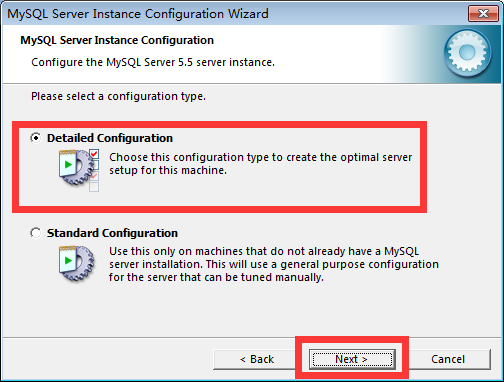 MySQL Server Instance Configuration Wizard
MySQL Server Instance Configuration
Configure the MySQL Server 5.5 server instance.
Please select a configuration type.
Detailed Configuration
Choose this configuration type to create the optimal server
setup for this machine.
Standard Configuration
Use this only on machines that do not already have a MySQL
server installation. This will use a general purpose configuration
for the server that can be tuned manually.
< Back
Next >
Cancel